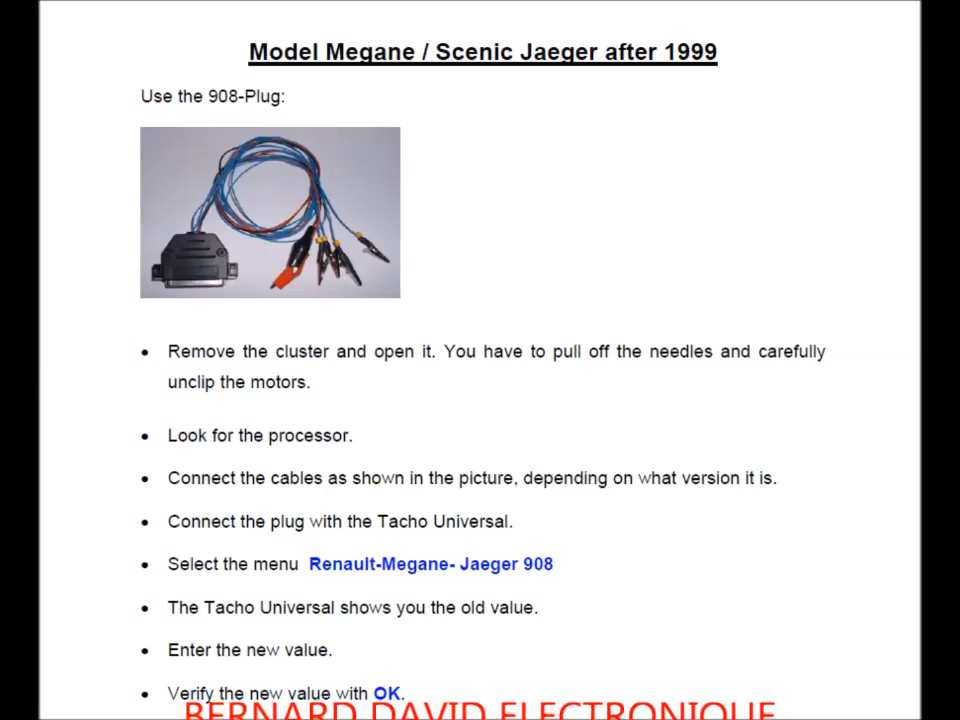 Model Megane / Scenic Jaeger after 1999
Use the 908-Plug:
• Remove the cluster and open it. You have to pull off the needles and carefully
unclip the motors.
• Look for the processor.
• Connect the cables as shown in the picture, depending on what version it is.
• Connect the plug with the Tacho Universal.
• Select the menu Renault-Megane- Jaeger 908
• The Tacho Universal shows you the old value.
• Enter the new value.
• Verify the new value with OK.
BERNARD DAVID ELECTRONIQUE